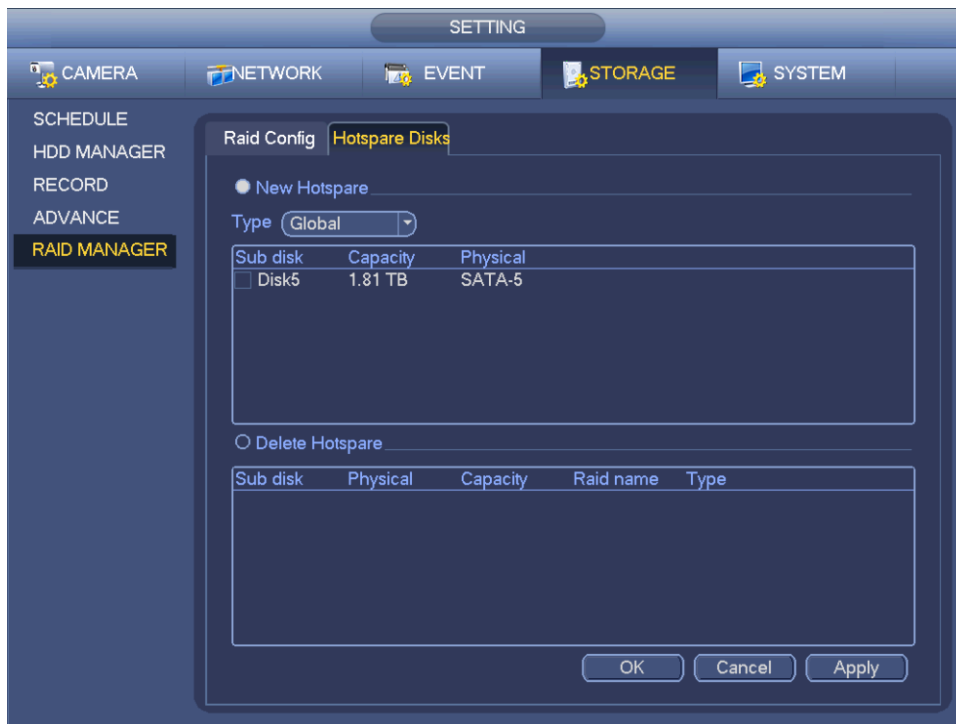 SETTING
CAMERA NETWORK EVENT STORAGE SYSTEM
SCHEDULE
HDD MANAGER
RECORD
ADVANCE
RAID MANAGER
Raid Config Hotspare Disks
New Hotspare
Type Global
Sub disk Capacity Physical
Disk5 1.81 TB SATA-5
Delete Hotspare
Sub disk Physical Capacity Raid name Type
OK Cancel Apply